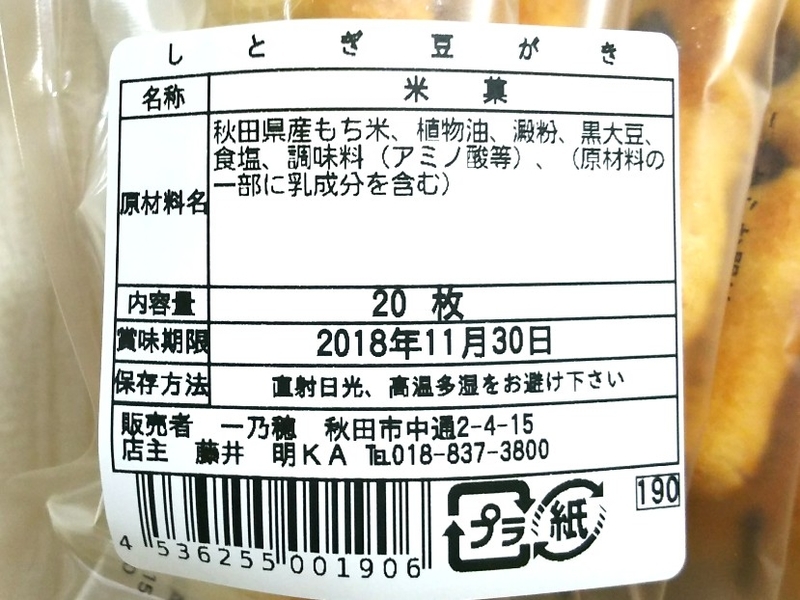 しとぎ豆がき
名称 米菓
原材料名 秋田県産もち米、植物油、澱粉、黒大豆、
食塩、調味料（アミノ酸等）、（原材料の
一部に乳成分を含む）
内容量 20 枚
賞味期限 2018年11月30日
保存方法 直射日光、高温多湿をお避け下さい
販売者 一乃穂 秋田市中通2-4-15
店主 藤井 明KA ℡018-837-3800
190
プラ 紙
4 536255 001906